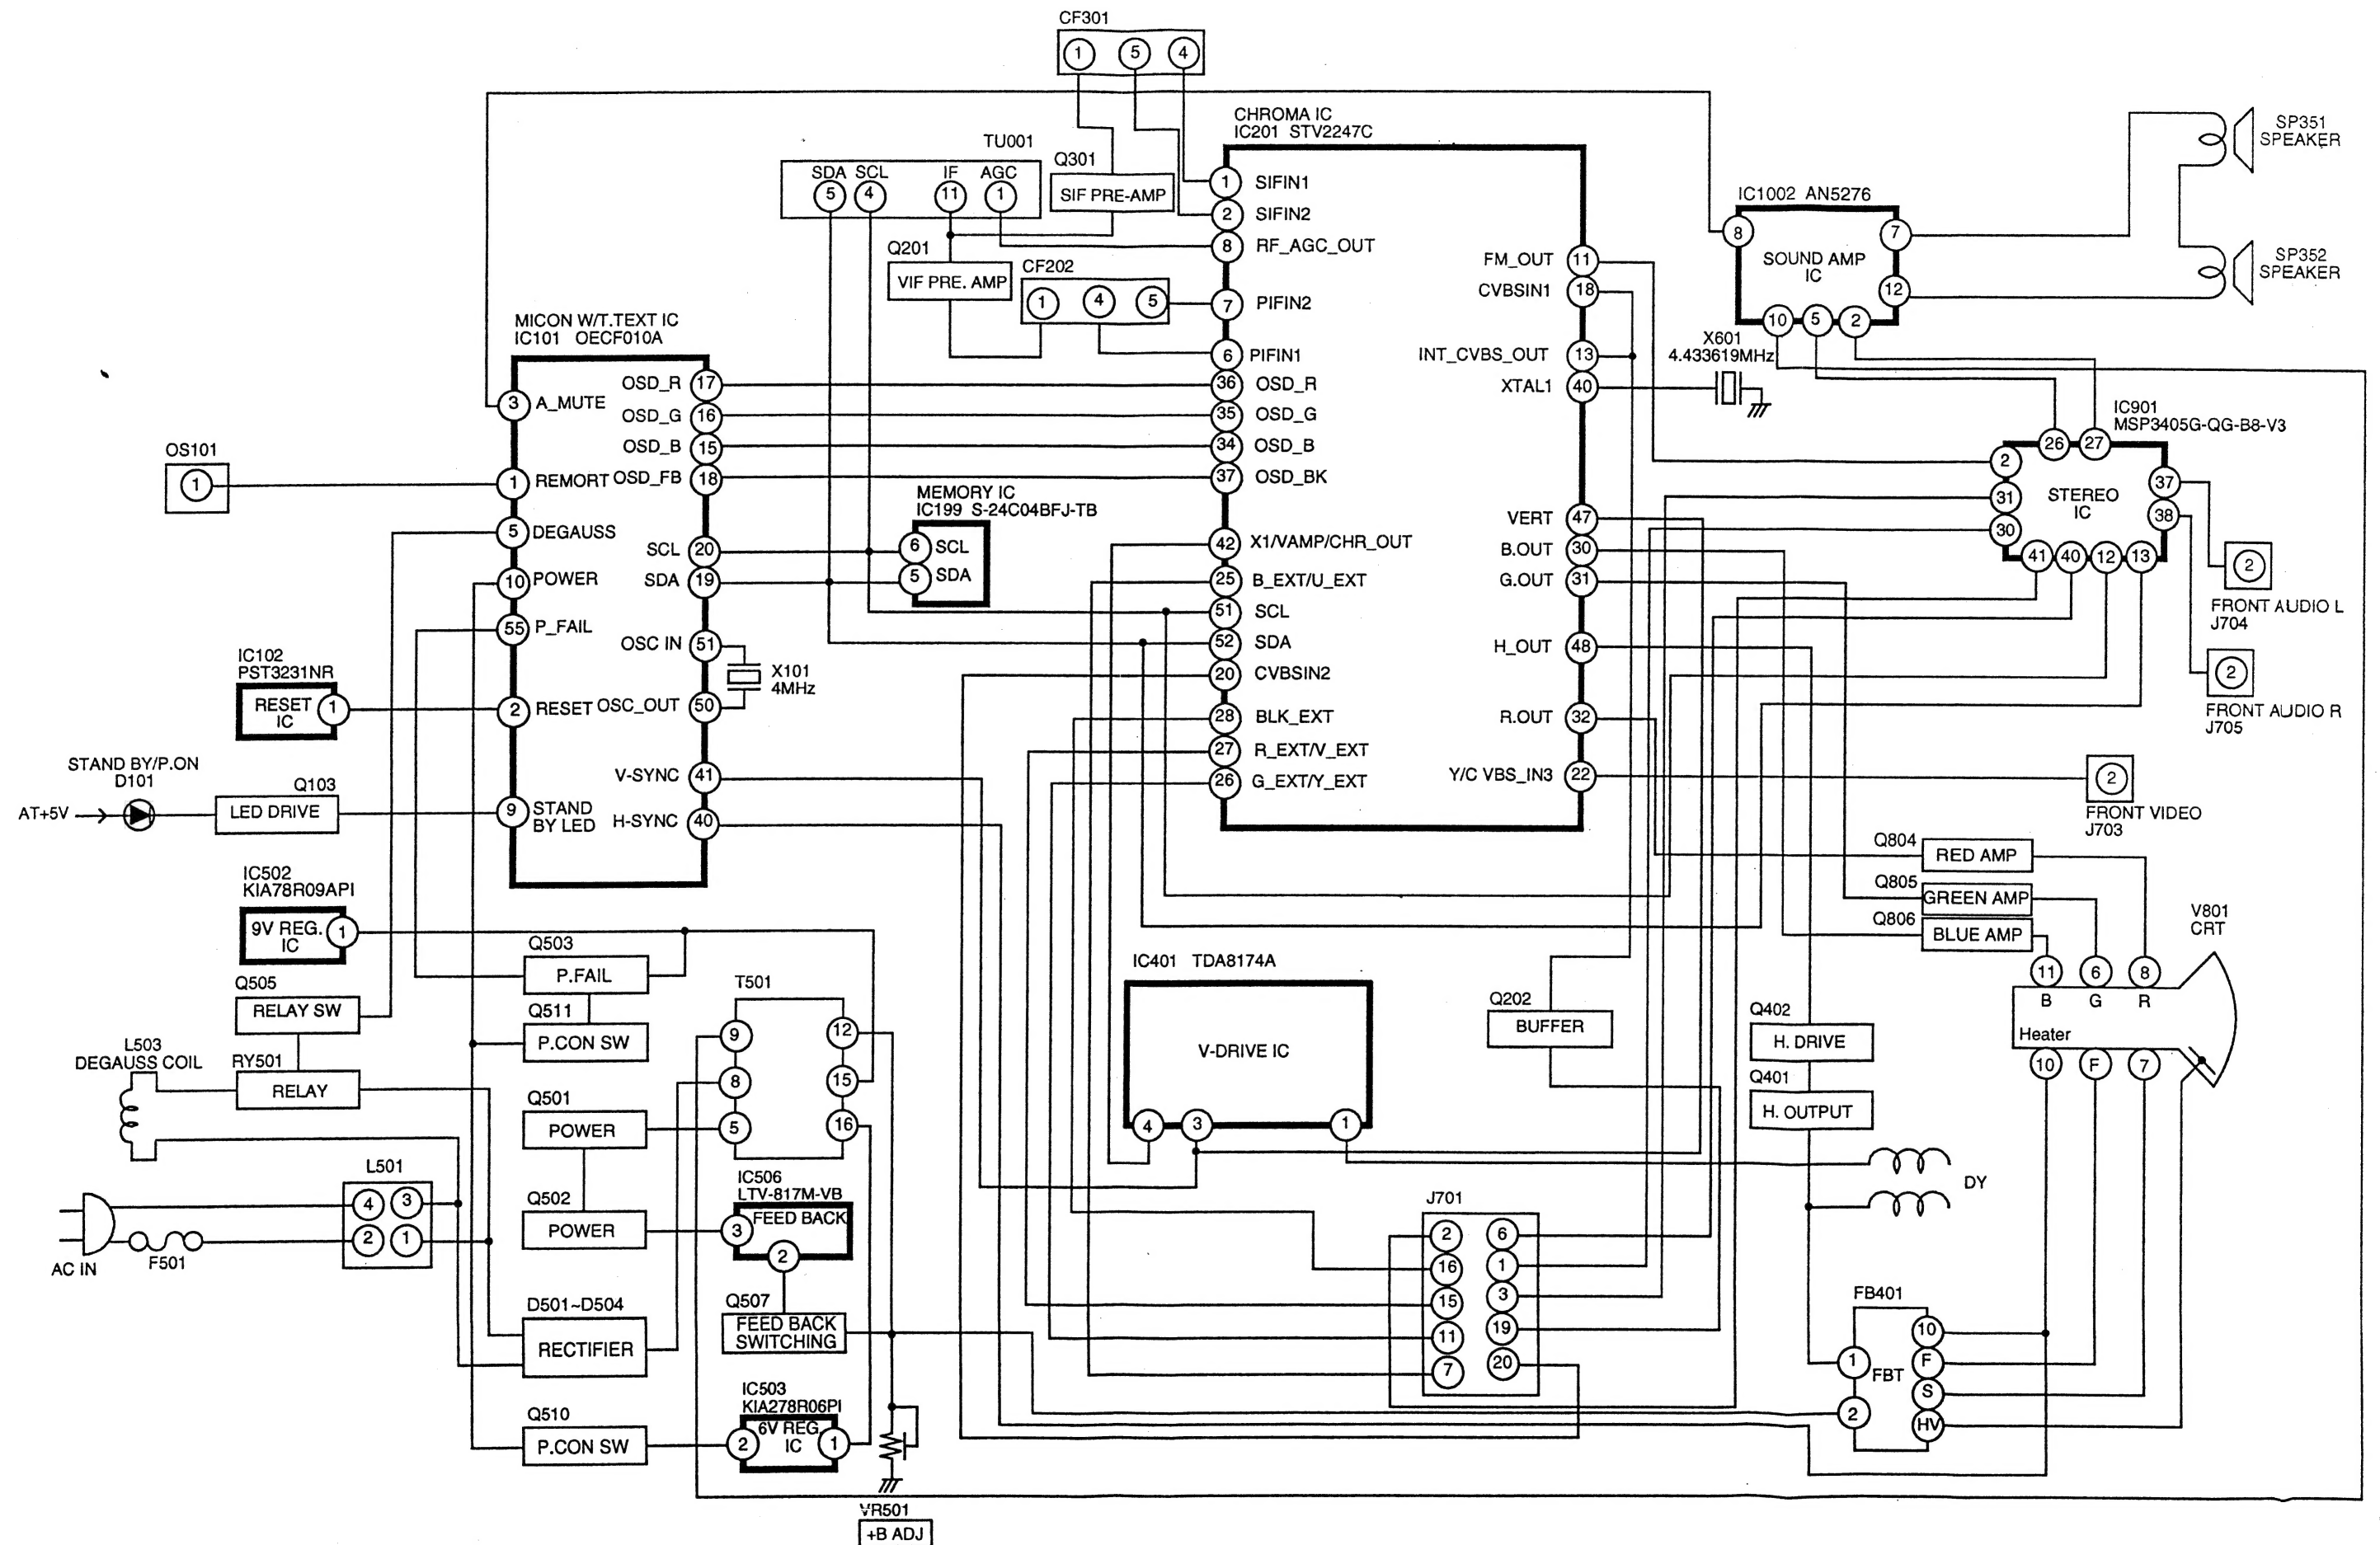 CF301
1 5 4
CHROMA IC
IC201 STV2247C
TU001
SDA SCL IF AGC
5 4 11 1
Q301
SIF PRE-AMP
1 SIFIN1
2 SIFIN2
8 RF_AGC_OUT
7 PIFIN2
6 PIFIN1
36 OSD_R
35 OSD_G
34 OSD_B
37 OSD_BK
42 X1/VAMP/CHR_OUT
25 B_EXT/U_EXT
51 SCL
52 SDA
20 CVBSIN2
28 BLK_EXT
27 R_EXT/V_EXT
26 G_EXT/Y_EXT
FM_OUT 11
CVBSIN1 18
INT_CVBS_OUT 13
XTAL1 40
VERT 47
B.OUT 30
G.OUT 31
H_OUT 48
R.OUT 32
Y/C VBS_IN3 22
Q201
VIF PRE. AMP
CF202
1 4 5
SP351
SPEAKER
SP352
SPEAKER
IC1002 AN5276
SOUND AMP
IC
8 7
12
10 5 2
X601
4.433619MHz
IC901
MSP3405G-QG-B8-V3
26 27
2
31
30
STEREO
IC
37
38
41 40 12 13
2
FRONT AUDIO L
J704
2
FRONT AUDIO R
J705
2
FRONT VIDEO
J703
MICON W/T.TEXT IC
IC101 OECF010A
3 A_MUTE
1 REMORT
5 DEGAUSS
10 POWER
55 P_FAIL
2 RESET
9 STAND
BY LED
OSD_R 17
OSD_G 16
OSD_B 15
OSD_FB 18
SCL 20
SDA 19
OSC IN 51
OSC_OUT 50
V-SYNC 41
H-SYNC 40
X101
4MHz
MEMORY IC
IC199 S-24C04BFJ-TB
6 SCL
5 SDA
OS101
1
IC102
PST3231NR
RESET
IC
1
STAND BY/P.ON
D101
AT+5V
Q103
LED DRIVE
IC502
KIA78R09API
9V REG.
IC
1
Q503
P.FAIL
Q511
P.CON SW
Q505
RELAY SW
RY501
RELAY
L503
DEGAUSS COIL
Q501
POWER
Q502
POWER
T501
9 12
8 15
5 16
IC506
LTV-817M-VB
3 FEED BACK
2
Q507
FEED BACK
SWITCHING
L501
4 3
2 1
AC IN
F501
D501~D504
RECTIFIER
Q510
P.CON SW
IC503
KIA278R06PI
6V REG.
IC
2 1
VR501
+B ADJ
IC401 TDA8174A
V-DRIVE IC
4 3 1
Q202
BUFFER
J701
2 6
16 1
15 3
11 19
7 20
Q804
RED AMP
Q805
GREEN AMP
Q806
BLUE AMP
V801
CRT
11 6 8
B G R
Heater
10 F 7
Q402
H. DRIVE
Q401
H. OUTPUT
DY
FB401
FBT
1
2
10
F
S
HV